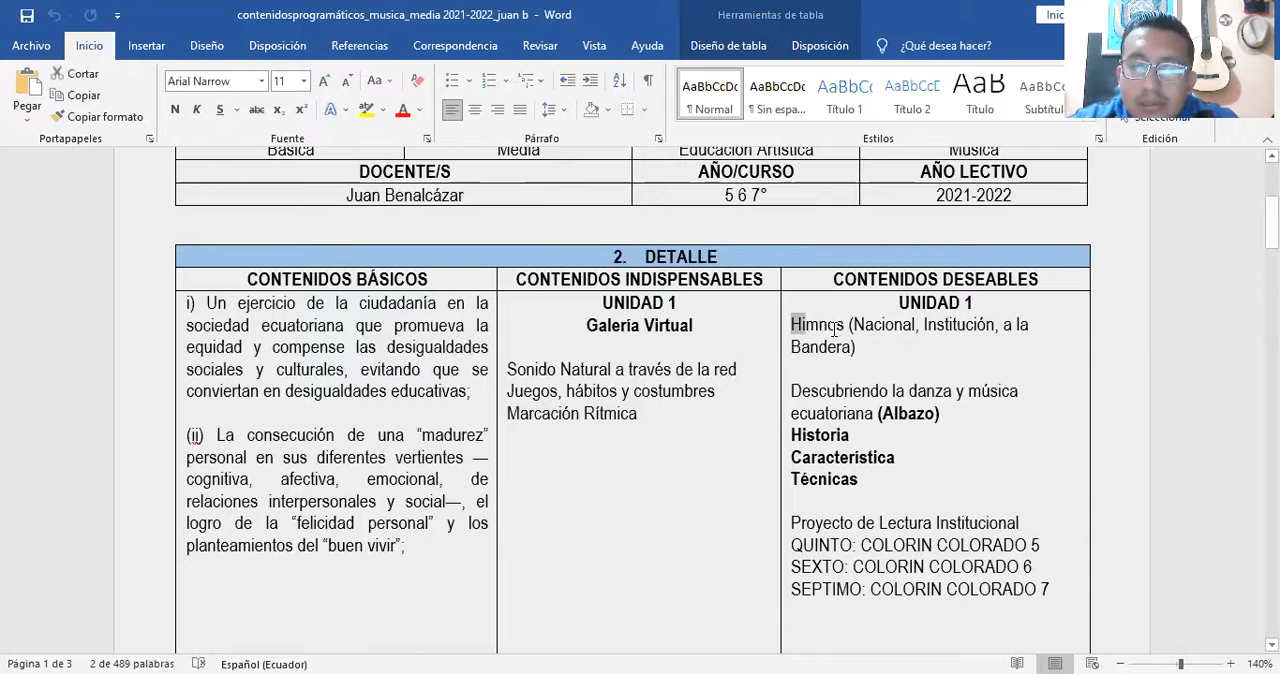 contenidosprogramáticos_musica_media 2021-2022_juan b - Word
Herramientas de tabla
Archivo Inicio Insertar Diseño Disposición Referencias Correspondencia Revisar Vista Ayuda Diseño de tabla Disposición ¿Qué desea hacer?
Pegar
Cortar
Copiar
Copiar formato
Portapapeles
Arial Narrow 11
N K S abc x₂ x²
Fuente
Párrafo
AaBbCcDc AaBbCcDc AaBbCc AaBbCcD AaB AaBbCcD
¶ Normal ¶ Sin espa... Título 1 Título 2 Título Subtítul
Estilos
Seleccionar
Edición
Básica Media Educación Artística Música
DOCENTE/S AÑO/CURSO AÑO LECTIVO
Juan Benalcázar 5 6 7° 2021-2022
2. DETALLE
CONTENIDOS BÁSICOS CONTENIDOS INDISPENSABLES CONTENIDOS DESEABLES
i) Un ejercicio de la ciudadanía en la
sociedad ecuatoriana que promueva la
equidad y compense las desigualdades
sociales y culturales, evitando que se
conviertan en desigualdades educativas;
(ii) La consecución de una “madurez”
personal en sus diferentes vertientes —
cognitiva, afectiva, emocional, de
relaciones interpersonales y social—, el
logro de la “felicidad personal” y los
planteamientos del “buen vivir”;
UNIDAD 1
Galería Virtual
Sonido Natural a través de la red
Juegos, hábitos y costumbres
Marcación Rítmica
UNIDAD 1
Himnos (Nacional, Institución, a la
Bandera)
Descubriendo la danza y música
ecuatoriana (Albazo)
Historia
Característica
Técnicas
Proyecto de Lectura Institucional
QUINTO: COLORIN COLORADO 5
SEXTO: COLORIN COLORADO 6
SEPTIMO: COLORIN COLORADO 7
Página 1 de 3 2 de 489 palabras Español (Ecuador) 140%